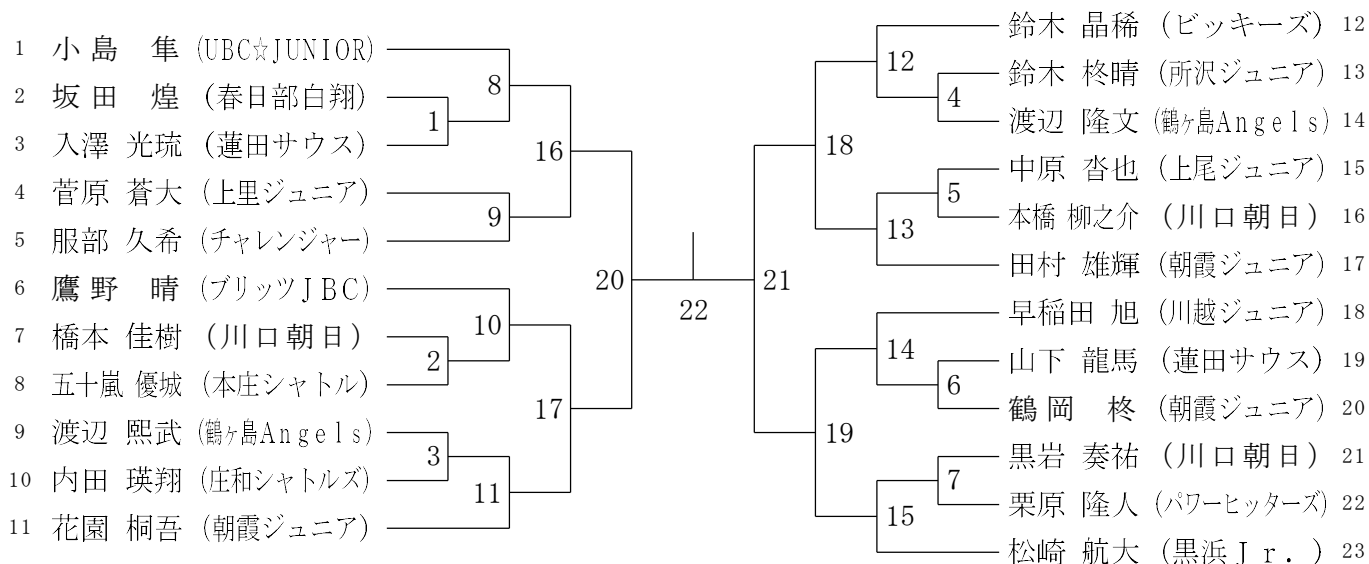 1 小島 隼 (UBC☆JUNIOR)
2 坂田 煌 (春日部白翔)
3 入澤 光琉 (蓮田サウス)
4 菅原 蒼大 (上里ジュニア)
5 服部 久希 (チャレンジャー)
6 鷹野 晴 (ブリッツJBC)
7 橋本 佳樹 (川口朝日)
8 五十嵐 優城 (本庄シャトル)
9 渡辺 熙武 (鶴ヶ島Angels)
10 内田 瑛翔 (庄和シャトルズ)
11 花園 桐吾 (朝霞ジュニア)
1
2
3
8
9
10
11
16
17
20
22
21
18
19
12
13
14
15
4
5
6
7
鈴木 晶稀 (ビッキーズ) 12
鈴木 柊晴 (所沢ジュニア) 13
渡辺 隆文 (鶴ヶ島Angels) 14
中原 沓也 (上尾ジュニア) 15
本橋 柳之介 (川口朝日) 16
田村 雄輝 (朝霞ジュニア) 17
早稲田 旭 (川越ジュニア) 18
山下 龍馬 (蓮田サウス) 19
鶴岡 柊 (朝霞ジュニア) 20
黒岩 奏祐 (川口朝日) 21
栗原 隆人 (パワーヒッターズ) 22
松崎 航大 (黒浜Jr.) 23